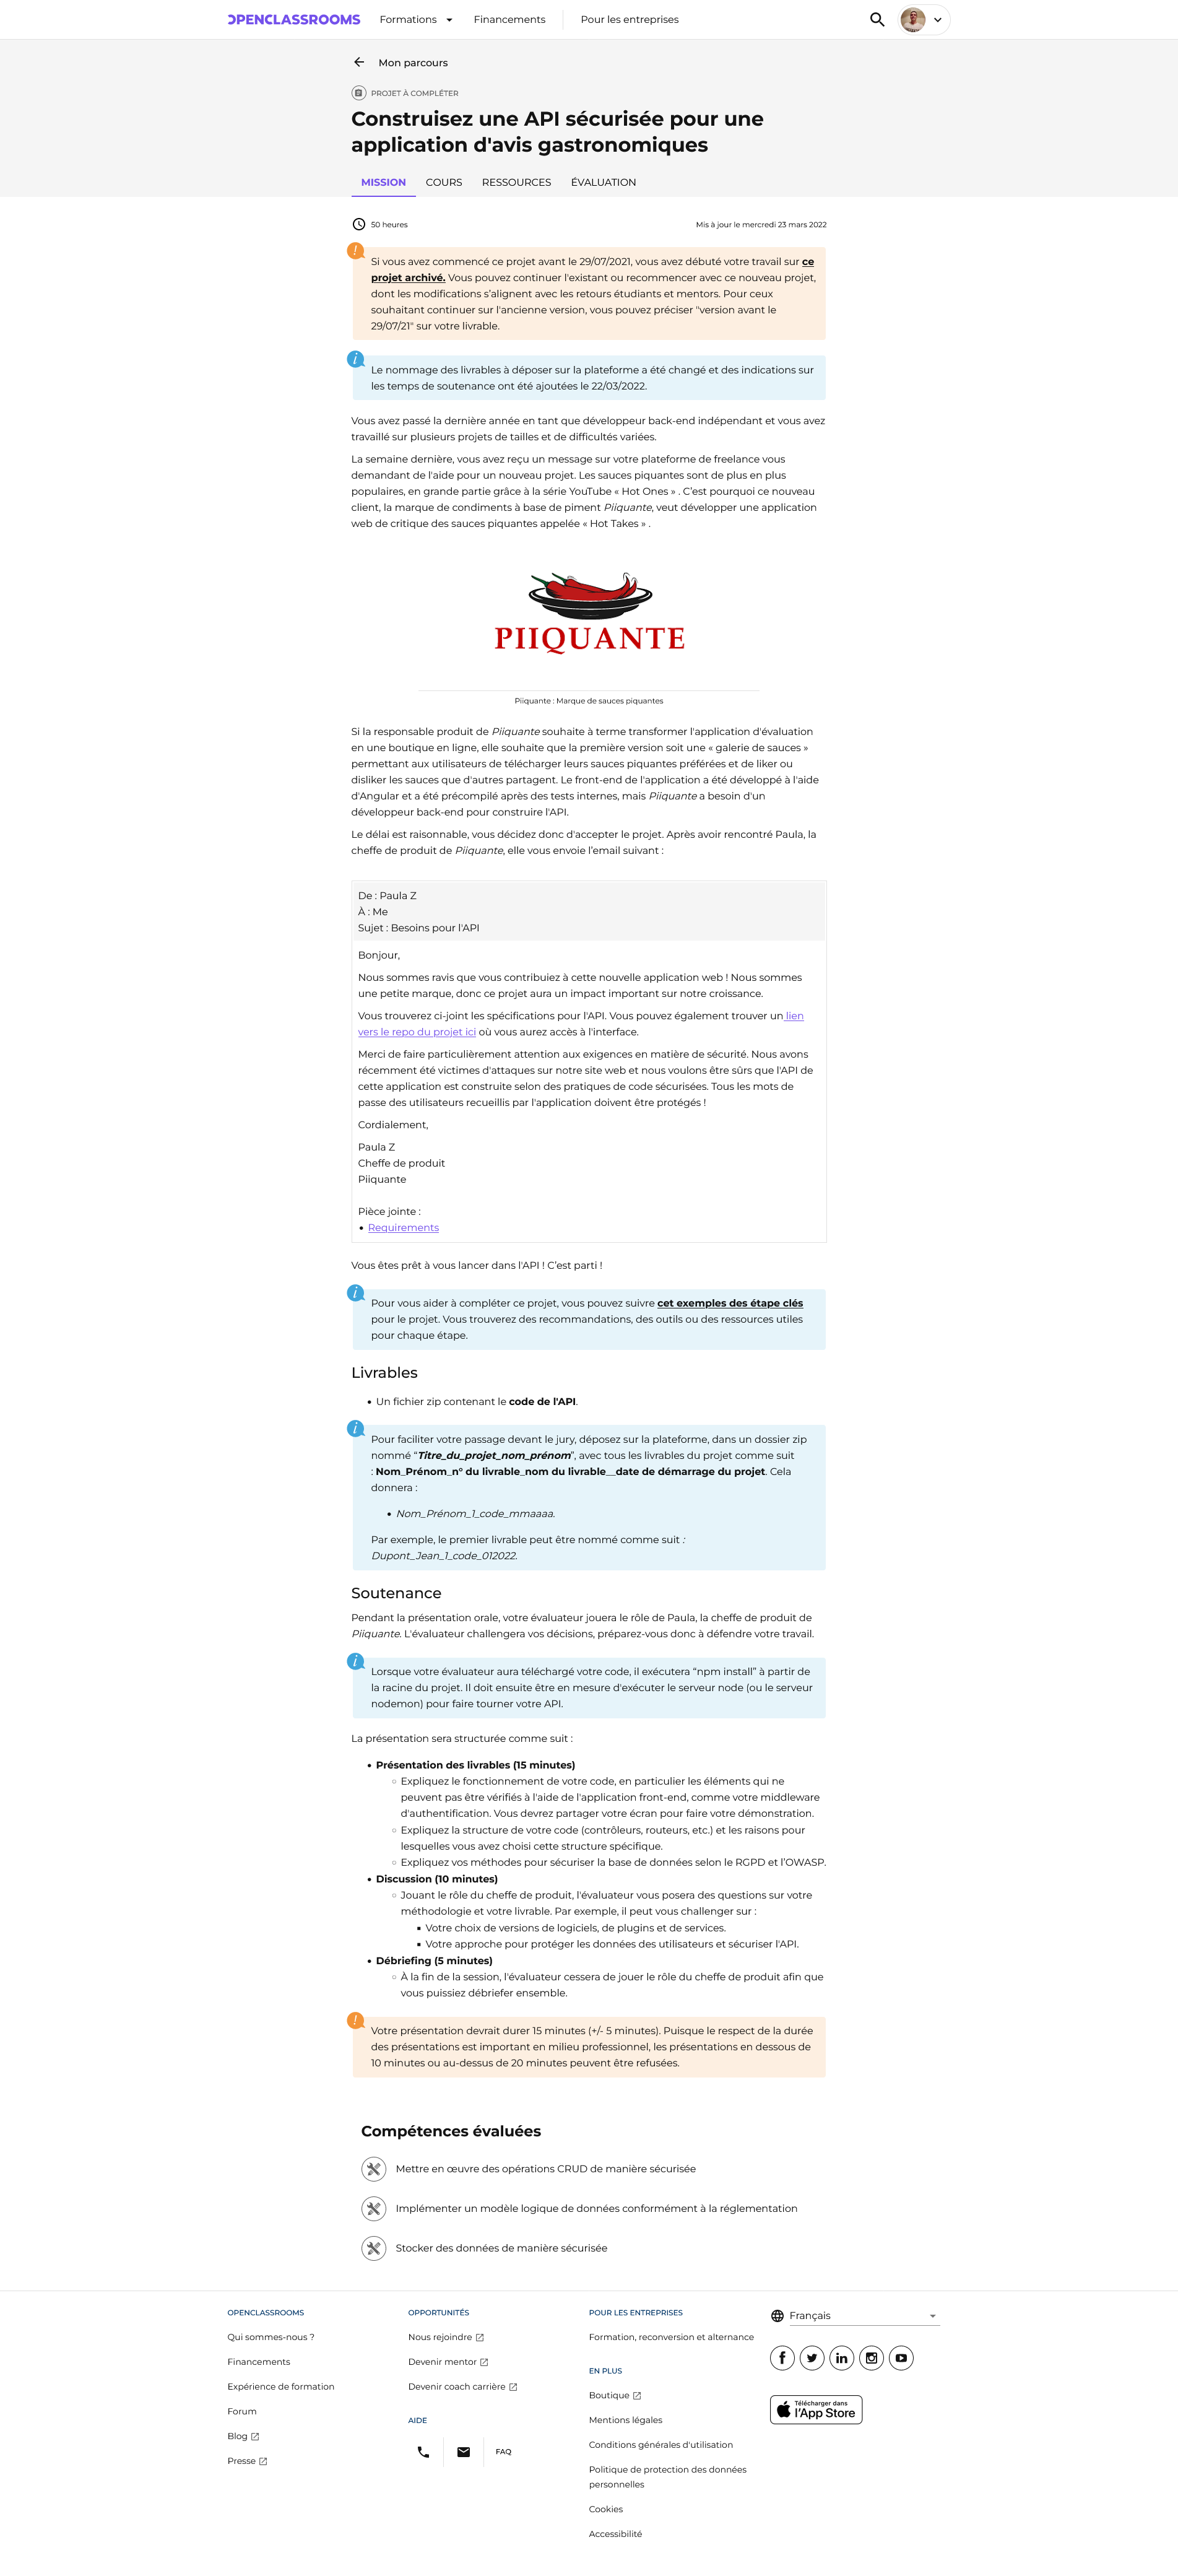 OPENCLASSROOMS
Formations
Financements
Pour les entreprises
Mon parcours
PROJET À COMPLÉTER
Construisez une API sécurisée pour une
application d'avis gastronomiques
MISSION
COURS
RESSOURCES
ÉVALUATION
50 heures
Mis à jour le mercredi 23 mars 2022
Si vous avez commencé ce projet avant le 29/07/2021, vous avez débuté votre travail sur ce
projet archivé. Vous pouvez continuer l'existant ou recommencer avec ce nouveau projet,
dont les modifications s'alignent avec les retours étudiants et mentors. Pour ceux
souhaitant continuer sur l'ancienne version, vous pouvez préciser "version avant le
29/07/21" sur votre livrable.
Le nommage des livrables à déposer sur la plateforme a été changé et des indications sur
les temps de soutenance ont été ajoutées le 22/03/2022.
Vous avez passé la dernière année en tant que développeur back-end indépendant et vous avez
travaillé sur plusieurs projets de tailles et de difficultés variées.
La semaine dernière, vous avez reçu un message sur votre plateforme de freelance vous
demandant de l'aide pour un nouveau projet. Les sauces piquantes sont de plus en plus
populaires, en grande partie grâce à la série YouTube « Hot Ones » . C’est pourquoi ce nouveau
client, la marque de condiments à base de piment Piiquante, veut développer une application
web de critique des sauces piquantes appelée « Hot Takes » .
PIIQUANTE
Piiquante : Marque de sauces piquantes
Si la responsable produit de Piiquante souhaite à terme transformer l'application d'évaluation
en une boutique en ligne, elle souhaite que la première version soit une « galerie de sauces »
permettant aux utilisateurs de télécharger leurs sauces piquantes préférées et de liker ou
disliker les sauces que d'autres partagent. Le front-end de l'application a été développé à l'aide
d'Angular et a été précompilé après des tests internes, mais Piiquante a besoin d'un
développeur back-end pour construire l'API.
Le délai est raisonnable, vous décidez donc d'accepter le projet. Après avoir rencontré Paula, la
cheffe de produit de Piiquante, elle vous envoie l’email suivant :
De : Paula Z
À : Me
Sujet : Besoins pour l'API
Bonjour,
Nous sommes ravis que vous contribuiez à cette nouvelle application web ! Nous sommes
une petite marque, donc ce projet aura un impact important sur notre croissance.
Vous trouverez ci-joint les spécifications pour l'API. Vous pouvez également trouver un lien
vers le repo du projet ici où vous aurez accès à l'interface.
Merci de faire particulièrement attention aux exigences en matière de sécurité. Nous avons
récemment été victimes d'attaques sur notre site web et nous voulons être sûrs que l'API de
cette application est construite selon des pratiques de code sécurisées. Tous les mots de
passe des utilisateurs recueillis par l'application doivent être protégés !
Cordialement,
Paula Z
Cheffe de produit
Piiquante
Pièce jointe :
• Requirements
Vous êtes prêt à vous lancer dans l'API ! C’est parti !
Pour vous aider à compléter ce projet, vous pouvez suivre cet exemples des étape clés
pour le projet. Vous trouverez des recommandations, des outils ou des ressources utiles
pour chaque étape.
Livrables
• Un fichier zip contenant le code de l'API.
Pour faciliter votre passage devant le jury, déposez sur la plateforme, dans un dossier zip
nommé “Titre_du_projet_nom_prénom”, avec tous les livrables du projet comme suit
: Nom_Prénom_n° du livrable_nom du livrable__date de démarrage du projet. Cela
donnera :
• Nom_Prénom_1_code_mmaaaa.
Par exemple, le premier livrable peut être nommé comme suit :
Dupont_Jean_1_code_012022.
Soutenance
Pendant la présentation orale, votre évaluateur jouera le rôle de Paula, la cheffe de produit de
Piiquante. L'évaluateur challengera vos décisions, préparez-vous donc à défendre votre travail.
Lorsque votre évaluateur aura téléchargé votre code, il exécutera “npm install” à partir de
la racine du projet. Il doit ensuite être en mesure d'exécuter le serveur node (ou le serveur
nodemon) pour faire tourner votre API.
La présentation sera structurée comme suit :
• Présentation des livrables (15 minutes)
○ Expliquez le fonctionnement de votre code, en particulier les éléments qui ne
peuvent pas être vérifiés à l'aide de l'application front-end, comme votre middleware
d'authentification. Vous devrez partager votre écran pour faire votre démonstration.
○ Expliquez la structure de votre code (contrôleurs, routeurs, etc.) et les raisons pour
lesquelles vous avez choisi cette structure spécifique.
○ Expliquez vos méthodes pour sécuriser la base de données selon le RGPD et l’OWASP.
• Discussion (10 minutes)
○ Jouant le rôle du cheffe de produit, l'évaluateur vous posera des questions sur votre
méthodologie et votre livrable. Par exemple, il peut vous challenger sur :
▪ Votre choix de versions de logiciels, de plugins et de services.
▪ Votre approche pour protéger les données des utilisateurs et sécuriser l'API.
• Débriefing (5 minutes)
○ À la fin de la session, l'évaluateur cessera de jouer le rôle du cheffe de produit afin que
vous puissiez débriefer ensemble.
Votre présentation devrait durer 15 minutes (+/- 5 minutes). Puisque le respect de la durée
des présentations est important en milieu professionnel, les présentations en dessous de
10 minutes ou au-dessus de 20 minutes peuvent être refusées.
Compétences évaluées
Mettre en œuvre des opérations CRUD de manière sécurisée
Implémenter un modèle logique de données conformément à la réglementation
Stocker des données de manière sécurisée
OPENCLASSROOMS
Qui sommes-nous ?
Financements
Expérience de formation
Forum
Blog
Presse
OPPORTUNITÉS
Nous rejoindre
Devenir mentor
Devenir coach carrière
AIDE
FAQ
POUR LES ENTREPRISES
Formation, reconversion et alternance
EN PLUS
Boutique
Mentions légales
Conditions générales d'utilisation
Politique de protection des données
personnelles
Cookies
Accessibilité
Français
Télécharger dans
l'App Store